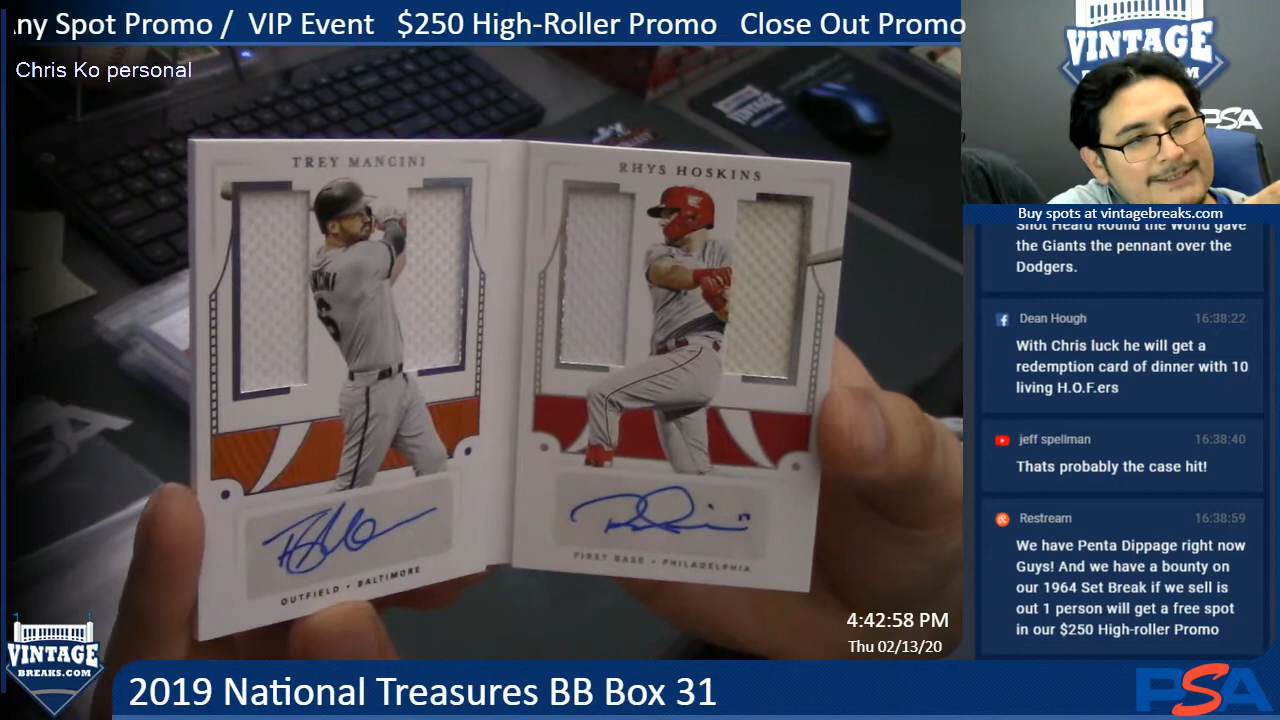 ny Spot Promo / VIP Event $250 High-Roller Promo Close Out Promo
Chris Ko personal
VINTAGE
VINTAGE
BREAKS.COM
PSA
Buy spots at vintagebreaks.com
Shot Heard Round the World gave
the Giants the pennant over the
Dodgers.
Dean Hough 16:38:22
With Chris luck he will get a
redemption card of dinner with 10
living H.O.F.ers
jeff spellman 16:38:40
Thats probably the case hit!
Restream 16:38:59
We have Penta Dippage right now
Guys! And we have a bounty on
our 1964 Set Break if we sell is
out 1 person will get a free spot
in our $250 High-roller Promo
TREY MANCINI
RHYS HOSKINS
OUTFIELD • BALTIMORE
FIRST BASE • PHILADELPHIA
4:42:58 PM
Thu 02/13/20
VINTAGE
BREAKS.COM
2019 National Treasures BB Box 31
PSA